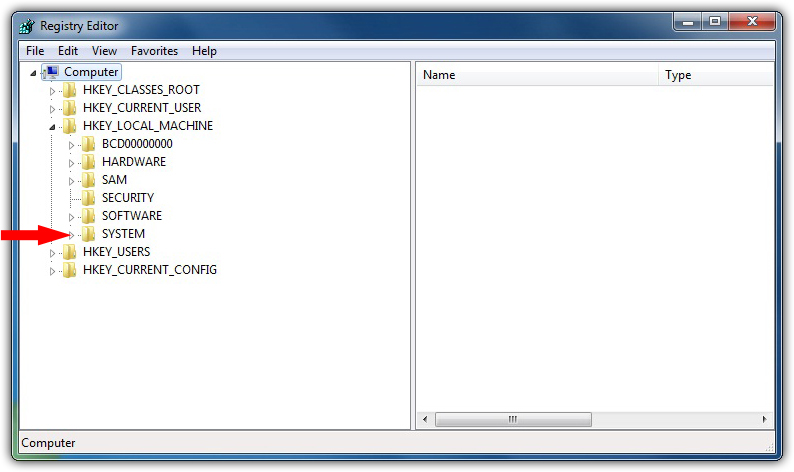 Registry Editor
File Edit View Favorites Help
Computer
HKEY_CLASSES_ROOT
HKEY_CURRENT_USER
HKEY_LOCAL_MACHINE
BCD00000000
HARDWARE
SAM
SECURITY
SOFTWARE
SYSTEM
HKEY_USERS
HKEY_CURRENT_CONFIG
Name Type
Computer